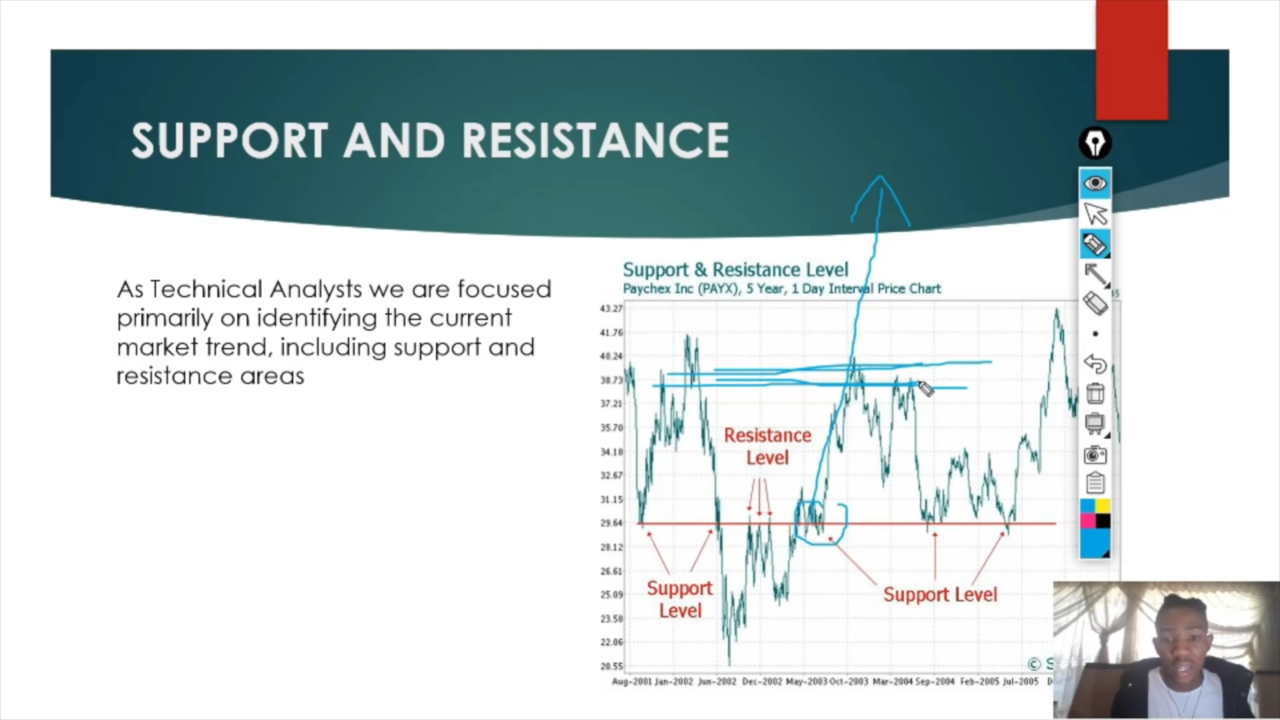 SUPPORT AND RESISTANCE
As Technical Analysts we are focused
primarily on identifying the current
market trend, including support and
resistance areas
Support & Resistance Level
Paychex Inc (PAYX), 5 Year, 1 Day Interval Price Chart
43.27
41.76
40.24
38.73
37.21
35.70
34.18
32.67
31.15
29.64
28.12
26.61
25.09
23.58
22.06
20.55
Resistance
Level
Support
Level
Support Level
© S
Aug-2001 Jan-2002 Jun-2002 Dec-2002 May-2003 Oct-2003 Mar-2004 Sep-2004 Feb-2005 Jul-2005